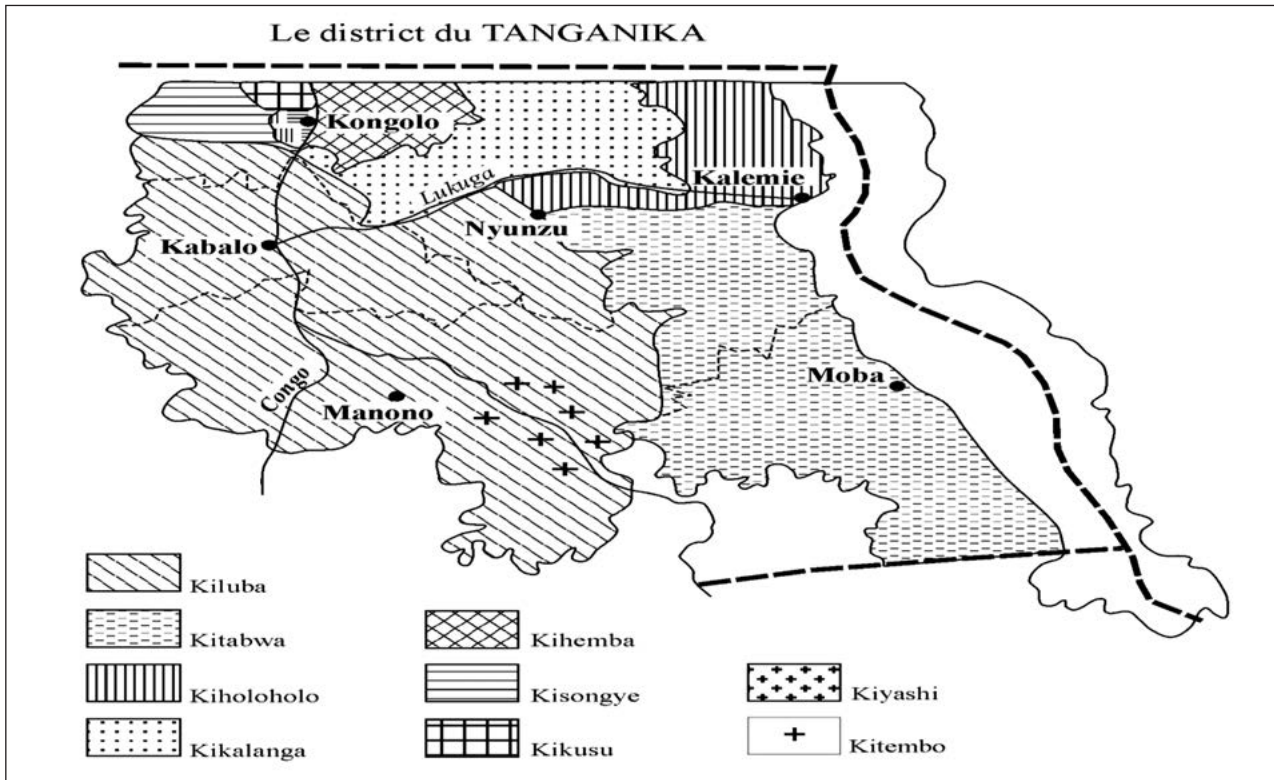 Le district du TANGANIKA
Kongolo
Kalemie
Lukuga
Nyunzu
Kabalo
Moba
Congo
Manono
Kiluba
Kitabwa
Kihemba
Kiholoholo
Kisongye
Kiyashi
Kikalanga
Kikusu
Kitembo